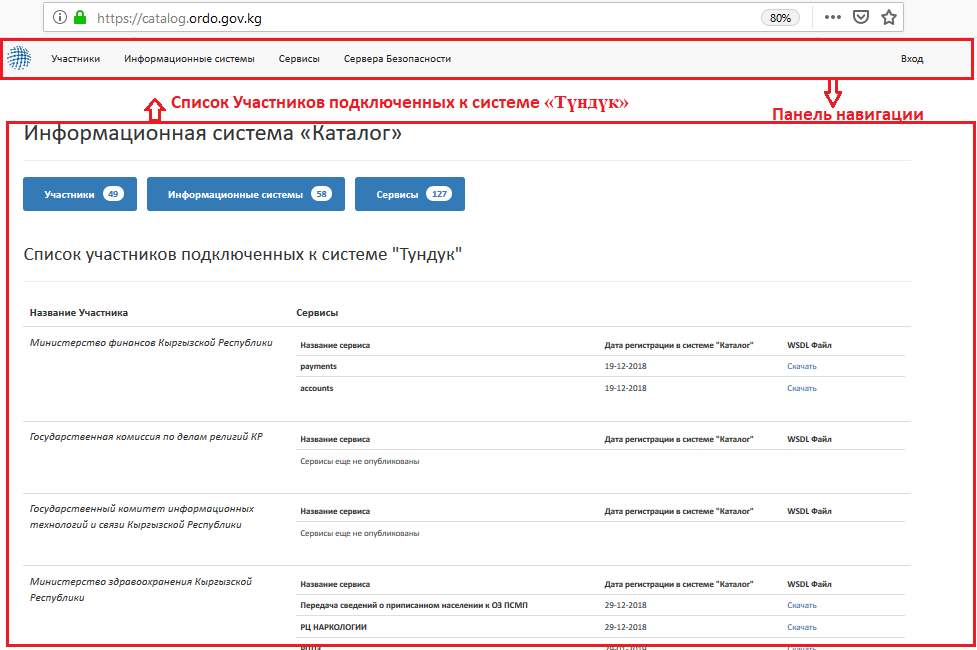 https://catalog.ordo.gov.kg 80%
Участники Информационные системы Сервисы Сервера Безопасности Вход
Список Участников подключенных к системе «Түндүк»
Панель навигации
Информационная система «Каталог»
Участники 49 Информационные системы 58 Сервисы 127
Список участников подключенных к системе "Тундук"
Название Участника Сервисы
Министерство финансов Кыргызской Республики
Название сервиса Дата регистрации в системе "Каталог" WSDL Файл
payments 19-12-2018 Скачать
accounts 19-12-2018 Скачать
Государственная комиссия по делам религий КР
Название сервиса Дата регистрации в системе "Каталог" WSDL Файл
Сервисы еще не опубликованы
Государственный комитет информационных
технологий и связи Кыргызской Республики
Название сервиса Дата регистрации в системе "Каталог" WSDL Файл
Сервисы еще не опубликованы
Министерство здравоохранения Кыргызской
Республики
Название сервиса Дата регистрации в системе "Каталог" WSDL Файл
Передача сведений о приписанном населении к ОЗ ПСМП 29-12-2018 Скачать
РЦ НАРКОЛОГИИ 29-12-2018 Скачать